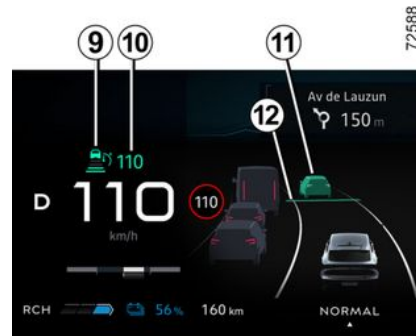 72588
9 10 11
12
Av de Lauzun
150 m
110
D 110
110
km/h
RCH 56% 160 km NORMAL